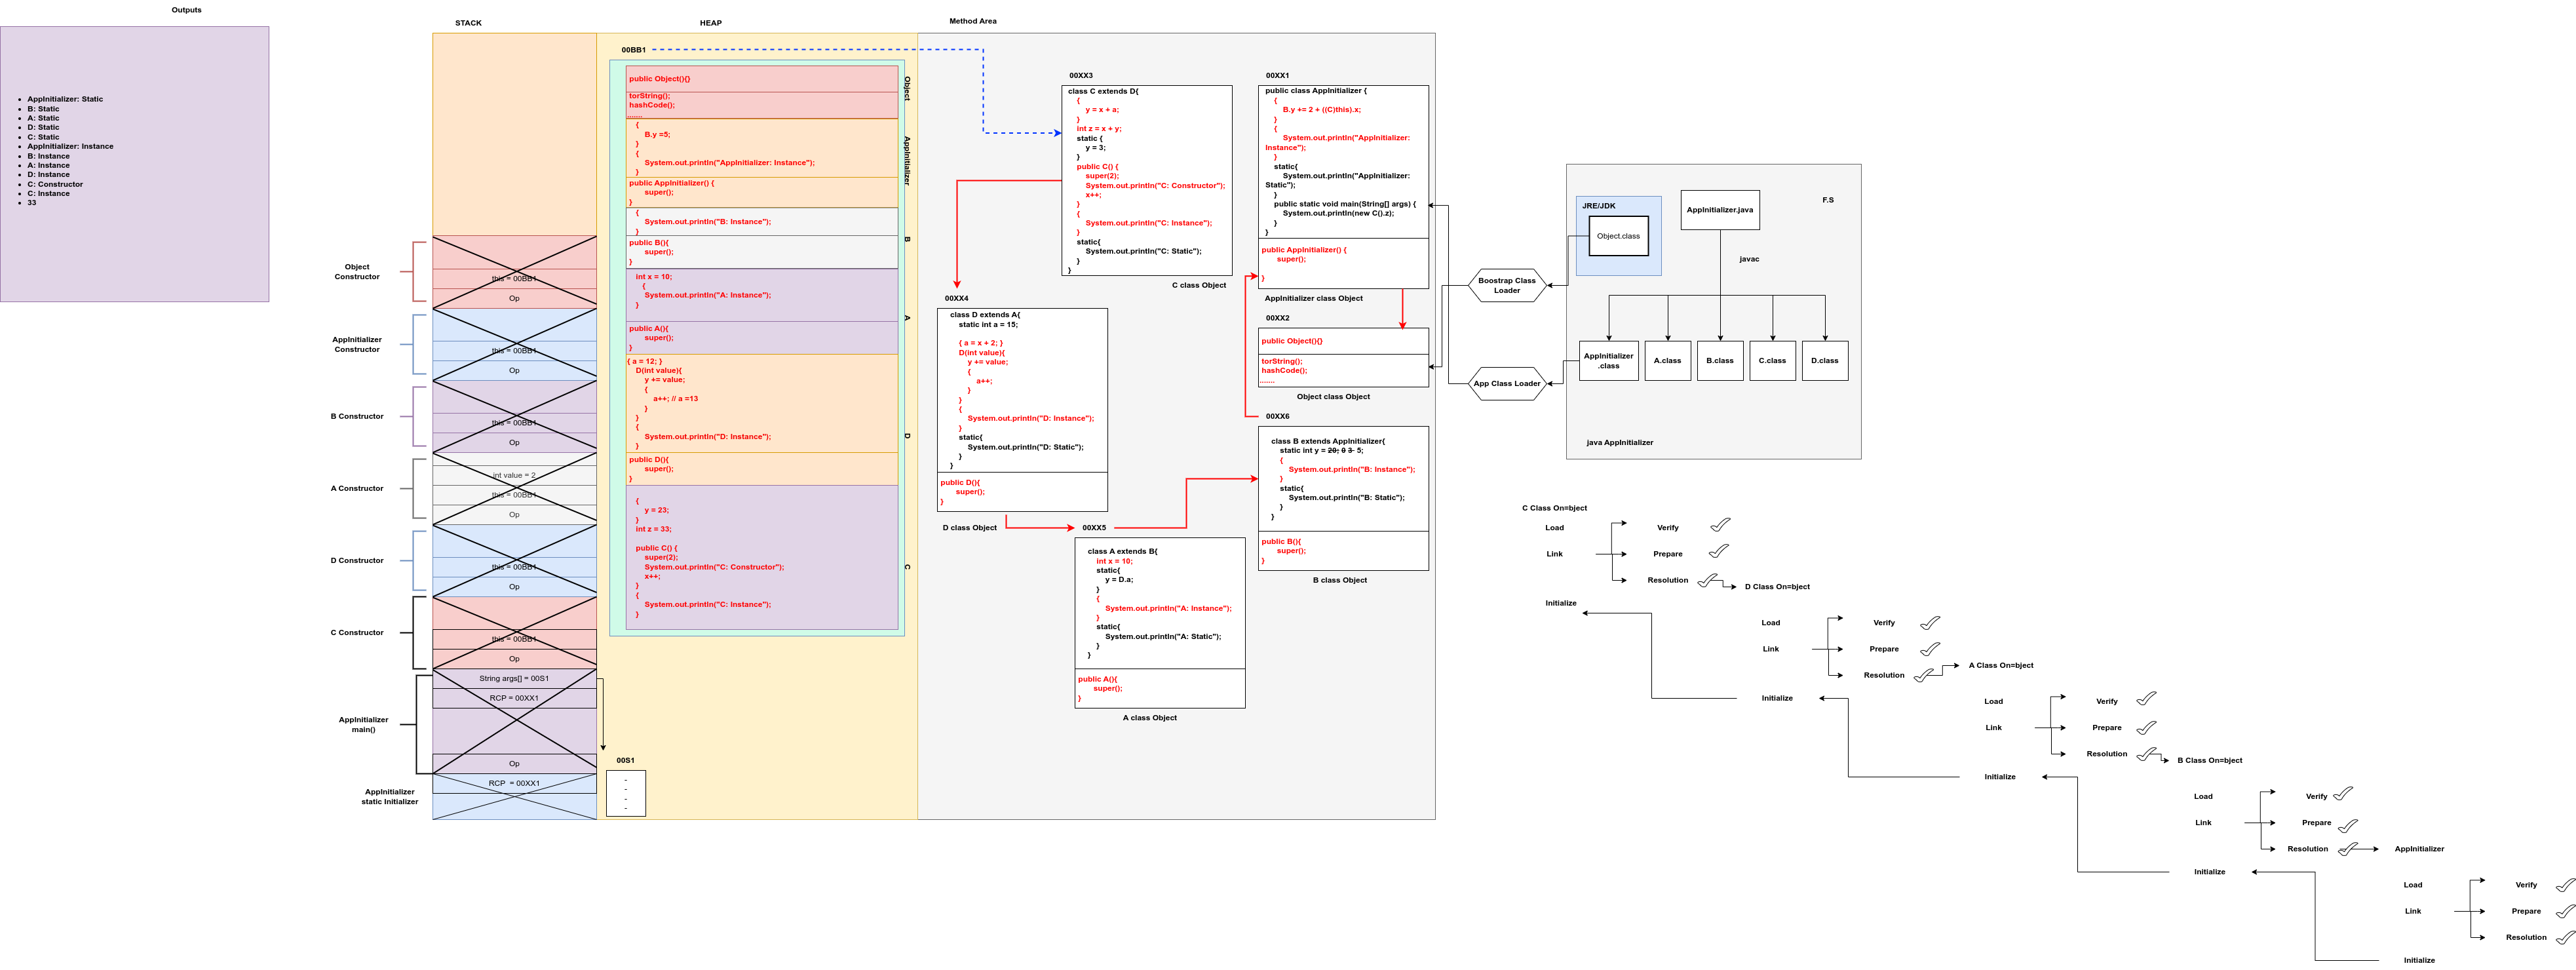 Outputs
AppInitializer: Static
B: Static
A: Static
D: Static
C: Static
AppInitializer: Instance
B: Instance
A: Instance
D: Instance
C: Constructor
C: Instance
33
STACK
Object
Constructor
this = 00BB1
Op
AppInitializer
Constructor
this = 00BB1
Op
B Constructor
this = 00BB1
Op
A Constructor
int value = 2
this = 00BB1
Op
D Constructor
this = 00BB1
Op
C Constructor
this = 00BB1
Op
AppInitializer
main()
String args[] = 00S1
RCP = 00XX1
Op
AppInitializer
static Initializer
RCP = 00XX1
HEAP
00BB1
Object
public Object(){}
torString();
hashCode();
.......
AppInitializer
{
B.y =5;
}
{
System.out.println("AppInitializer: Instance");
}
public AppInitializer() {
super();
}
B
{
System.out.println("B: Instance");
}
public B(){
super();
}
A
int x = 10;
{
System.out.println("A: Instance");
}
public A(){
super();
}
D
{ a = 12; }
D(int value){
y += value;
{
a++; // a =13
}
}
{
System.out.println("D: Instance");
}
public D(){
super();
}
C
{
y = 23;
}
int z = 33;
public C() {
super(2);
System.out.println("C: Constructor");
x++;
}
{
System.out.println("C: Instance");
}
00S1
-
-
-
-
Method Area
00XX3
class C extends D{
{
y = x + a;
}
int z = x + y;
static {
y = 3;
}
public C() {
super(2);
System.out.println("C: Constructor");
x++;
}
{
System.out.println("C: Instance");
}
static{
System.out.println("C: Static");
}
}
C class Object
00XX1
public class AppInitializer {
{
B.y += 2 + ((C)this).x;
}
{
System.out.println("AppInitializer:
Instance");
}
static{
System.out.println("AppInitializer:
Static");
}
public static void main(String[] args) {
System.out.println(new C().z);
}
}
public AppInitializer() {
super();
}
AppInitializer class Object
00XX2
public Object(){}
torString();
hashCode();
.......
Object class Object
00XX4
class D extends A{
static int a = 15;
{ a = x + 2; }
D(int value){
y += value;
{
a++;
}
}
{
System.out.println("D: Instance");
}
static{
System.out.println("D: Static");
}
}
public D(){
super();
}
D class Object
00XX5
class A extends B{
int x = 10;
static{
y = D.a;
}
{
System.out.println("A: Instance");
}
static{
System.out.println("A: Static");
}
}
public A(){
super();
}
A class Object
00XX6
class B extends AppInitializer{
static int y = 20; 0 3 5;
{
System.out.println("B: Instance");
}
static{
System.out.println("B: Static");
}
}
public B(){
super();
}
B class Object
Boostrap Class
Loader
App Class Loader
JRE/JDK
Object.class
AppInitializer.java
F.S
javac
AppInitializer
.class
A.class
B.class
C.class
D.class
java AppInitializer
C Class On=bject
Load
Link
Verify
Prepare
Resolution
Initialize
D Class On=bject
Load
Link
Verify
Prepare
Resolution
Initialize
A Class On=bject
Load
Link
Verify
Prepare
Resolution
Initialize
B Class On=bject
Load
Link
Verify
Prepare
Resolution
Initialize
AppInitializer
Load
Link
Verify
Prepare
Resolution
Initialize